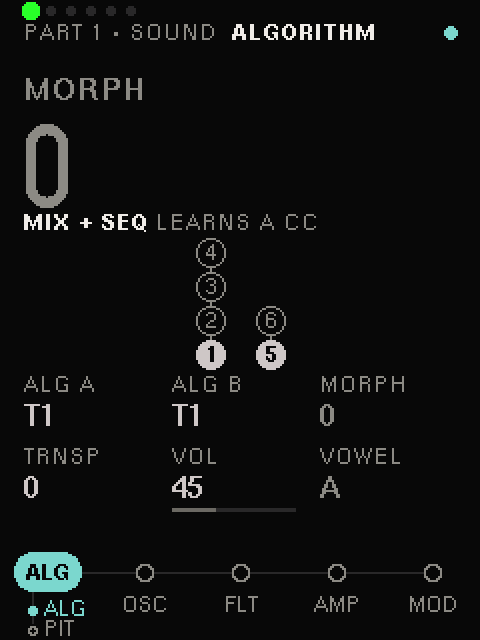 PART 1 · SOUND ALGORITHM
MORPH
0
MIX + SEQ LEARNS A CC
4
3
2 6
1 5
ALG A ALG B MORPH
T1 T1 0
TRNSP VOL VOWEL
0 45 A
ALG
ALG OSC FLT AMP MOD
PIT